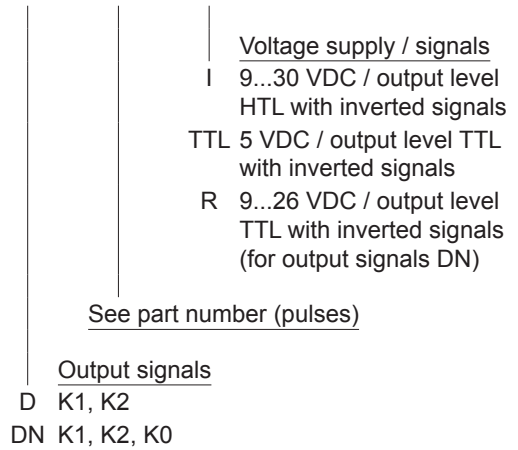 Voltage supply / signals
I 9...30 VDC / output level
HTL with inverted signals
TTL 5 VDC / output level TTL
with inverted signals
R 9...26 VDC / output level
TTL with inverted signals
(for output signals DN)
See part number (pulses)
Output signals
D K1, K2
DN K1, K2, K0